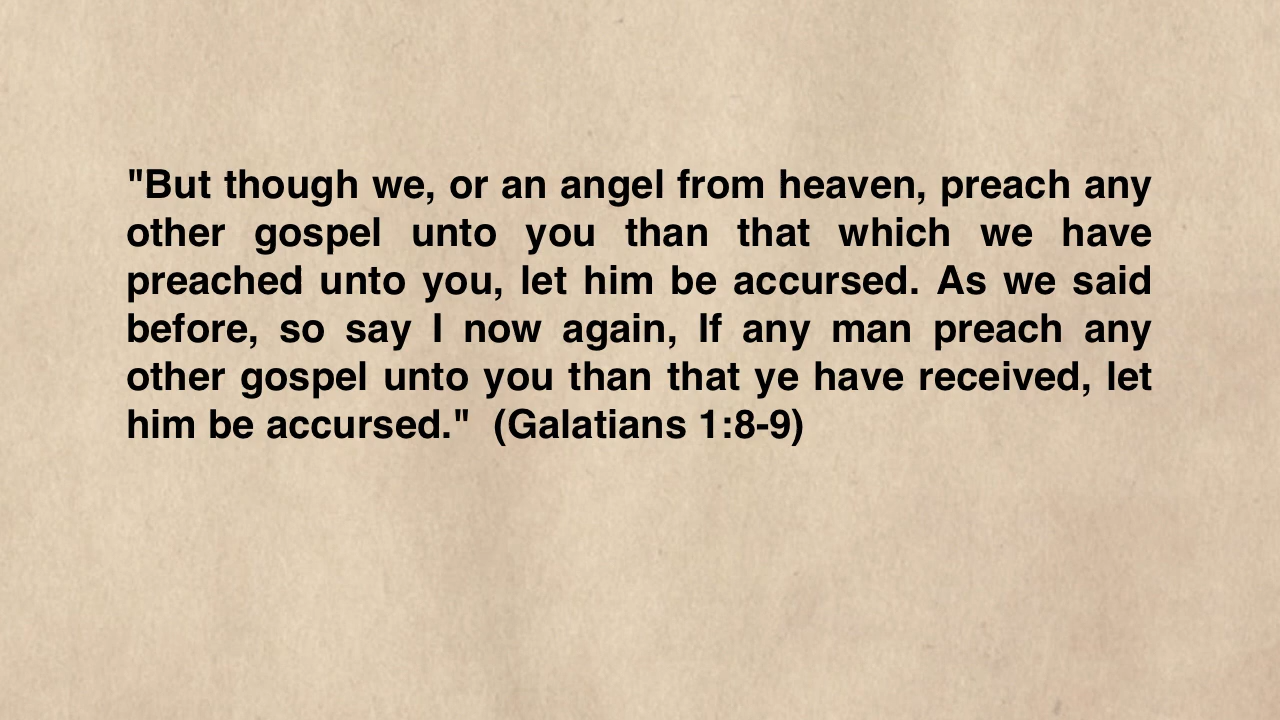 "But though we, or an angel from heaven, preach any
other gospel unto you than that which we have
preached unto you, let him be accursed. As we said
before, so say I now again, If any man preach any
other gospel unto you than that ye have received, let
him be accursed."  (Galatians 1:8-9)